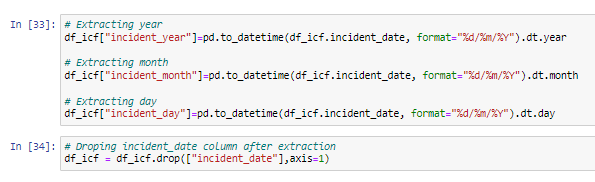 In [33]: # Extracting year
df_icf["incident_year"]=pd.to_datetime(df_icf.incident_date, format="%d/%m/%Y").dt.year
# Extracting month
df_icf["incident_month"]=pd.to_datetime(df_icf.incident_date, format="%d/%m/%Y").dt.month
# Extracting day
df_icf["incident_day"]=pd.to_datetime(df_icf.incident_date, format="%d/%m/%Y").dt.day
In [34]: # Droping incident_date column after extraction
df_icf = df_icf.drop(["incident_date"],axis=1)